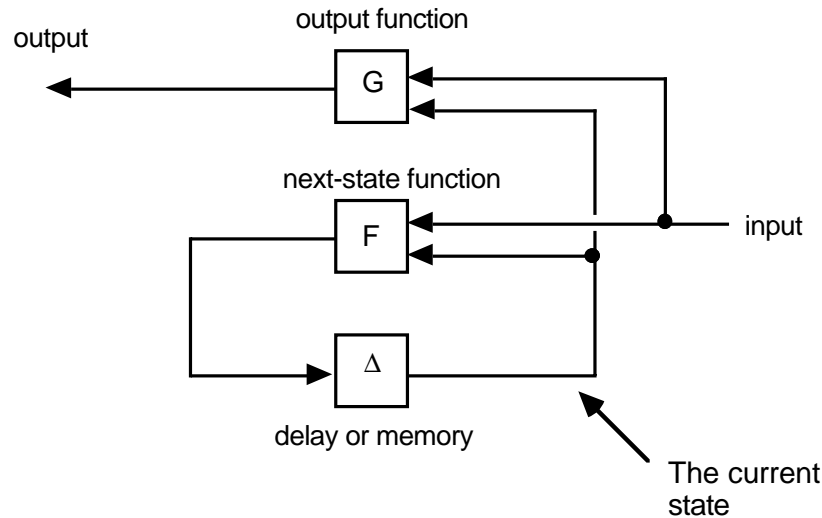 output function
output
G
next-state function
F
input
Δ
delay or memory
The current
state